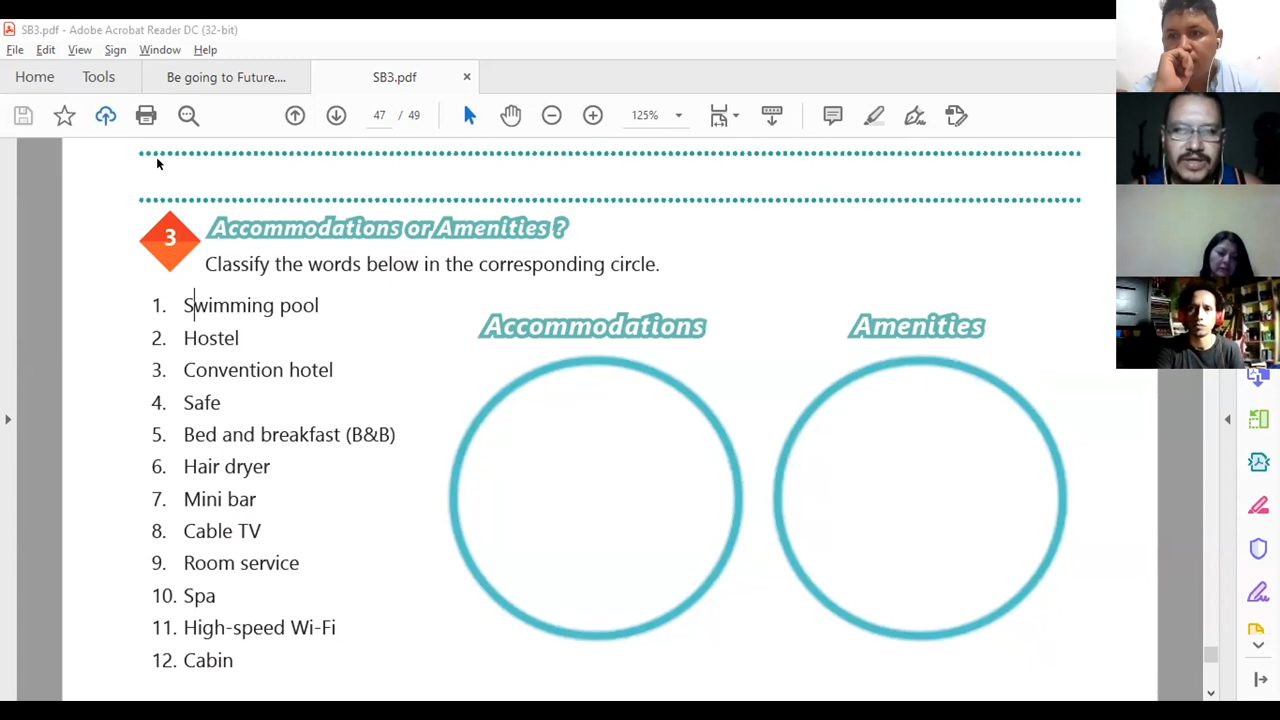 SB3.pdf - Adobe Acrobat Reader DC (32-bit)
File Edit View Sign Window Help
Home Tools Be going to Future.... SB3.pdf ×
47 / 49 125%
3 Accommodations or Amenities ?
Classify the words below in the corresponding circle.
1. Swimming pool
2. Hostel
3. Convention hotel
4. Safe
5. Bed and breakfast (B&B)
6. Hair dryer
7. Mini bar
8. Cable TV
9. Room service
10. Spa
11. High-speed Wi-Fi
12. Cabin
Accommodations
Amenities